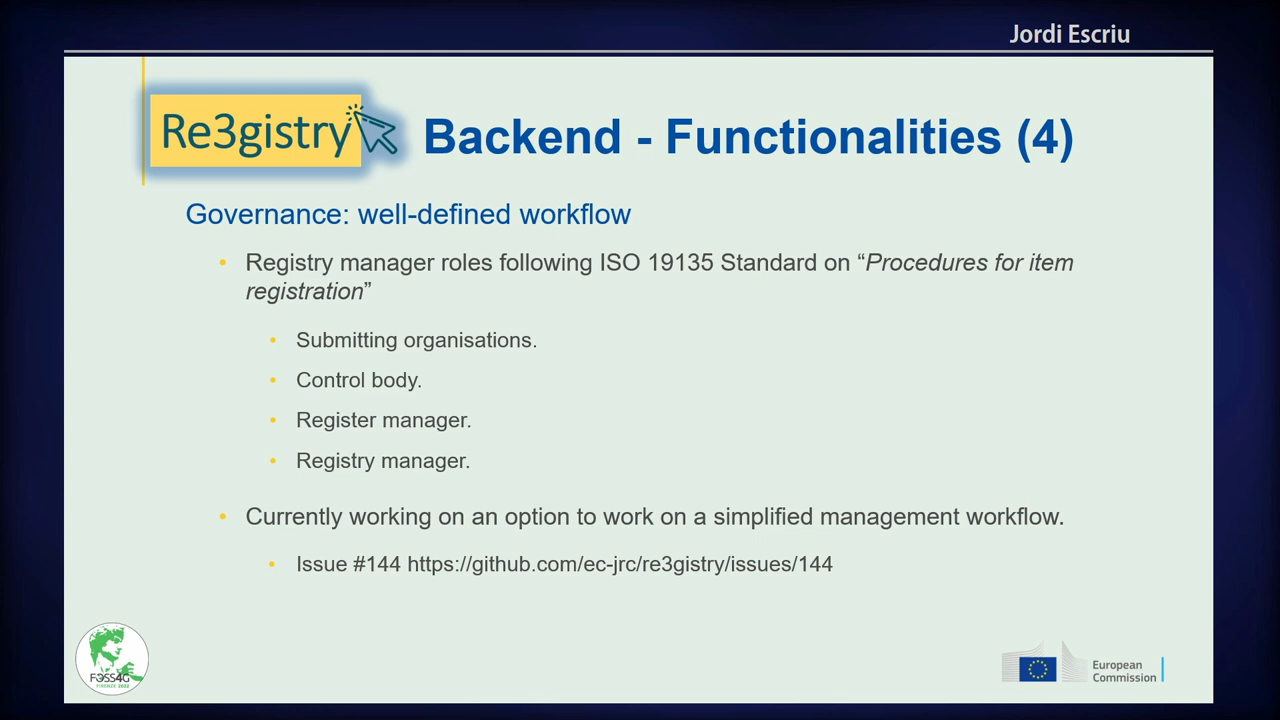 Jordi Escriu
Re3gistry
Backend - Functionalities (4)
Governance: well-defined workflow
• Registry manager roles following ISO 19135 Standard on “Procedures for item
registration”
• Submitting organisations.
• Control body.
• Register manager.
• Registry manager.
• Currently working on an option to work on a simplified management workflow.
• Issue #144 https://github.com/ec-jrc/re3gistry/issues/144
FOSS4G
FIRENZE 2022
European
Commission